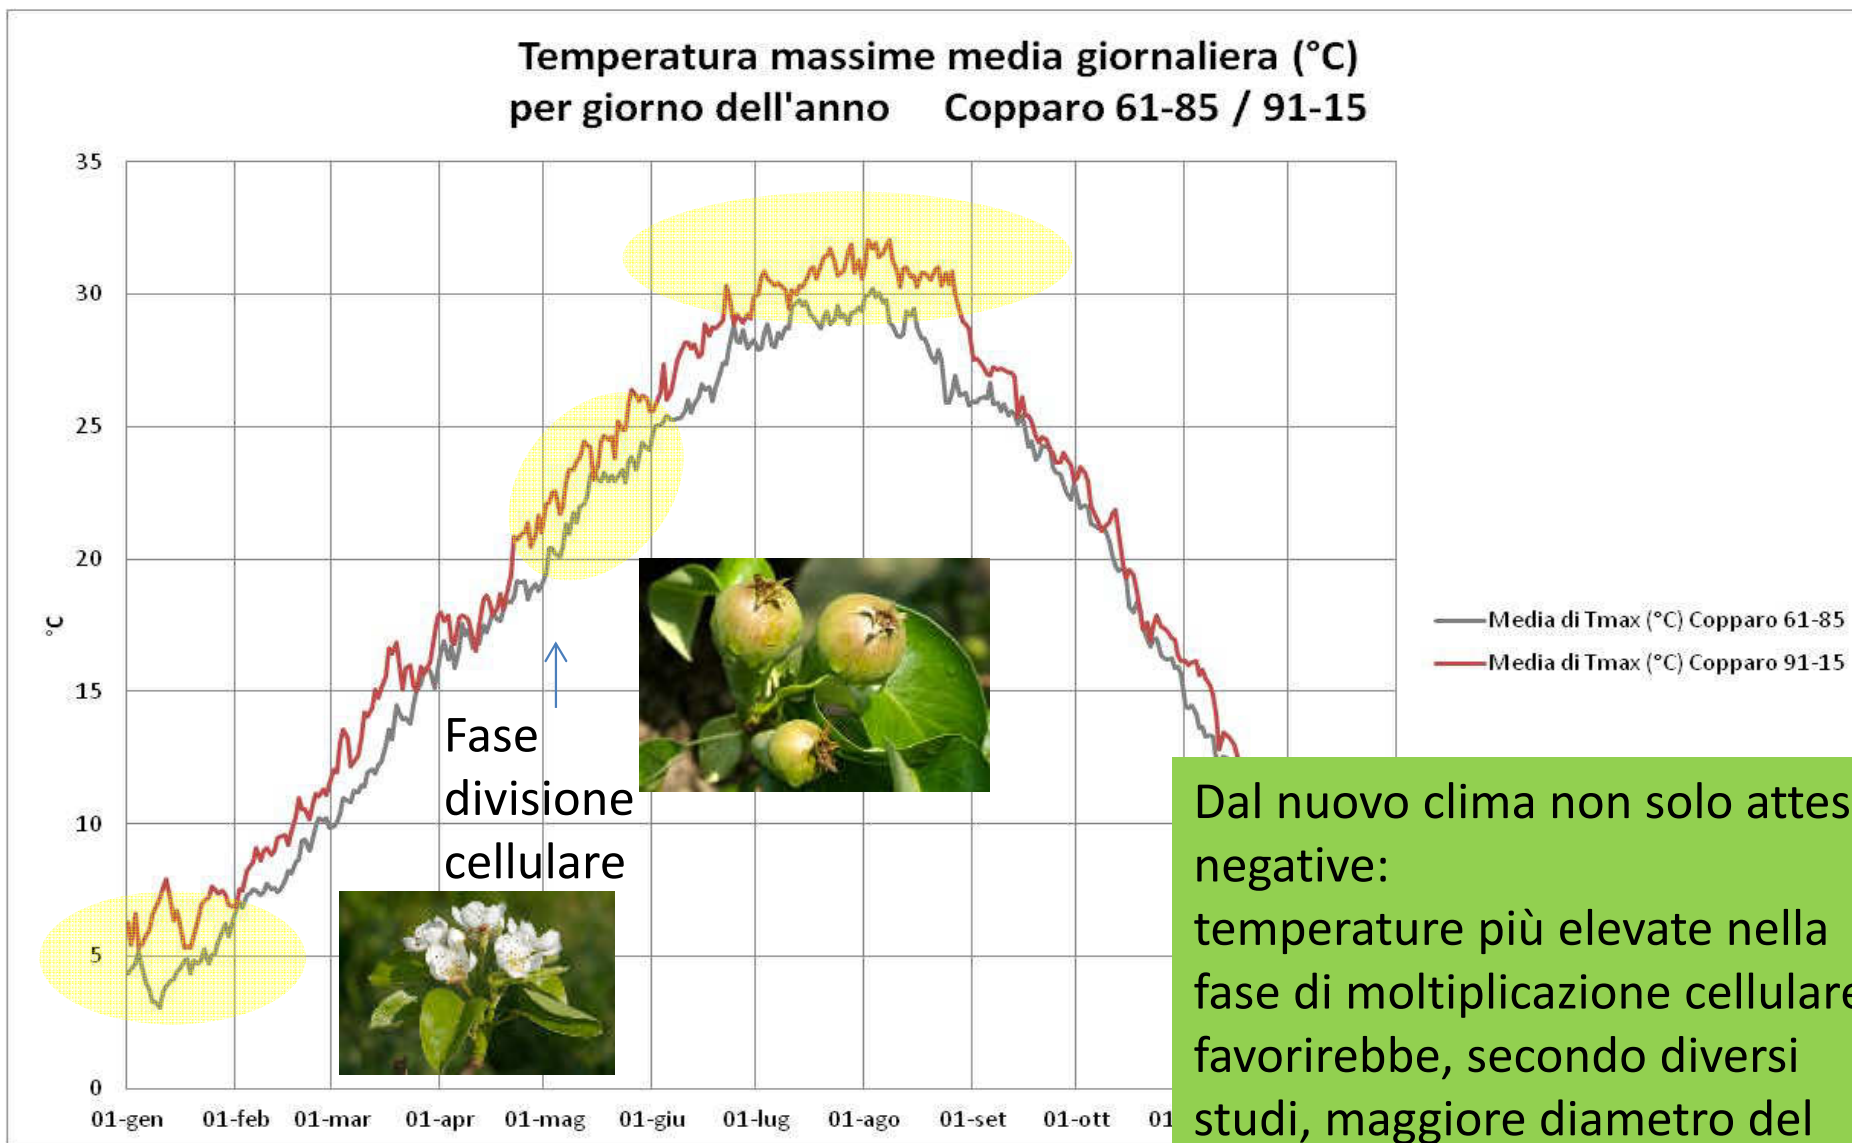 Temperatura massime media giornaliera (°C)
per giorno dell'anno Copparo 61-85 / 91-15
35
30
25
20
15
10
5
0
°C
01-gen 01-feb 01-mar 01-apr 01-mag 01-giu 01-lug 01-ago 01-set 01-ott 01
Media di Tmax (°C) Copparo 61-85
Media di Tmax (°C) Copparo 91-15
Fase
divisione
cellulare
Dal nuovo clima non solo attes
negative:
temperature più elevate nella
fase di moltiplicazione cellulare
favorirebbe, secondo diversi
studi, maggiore diametro del